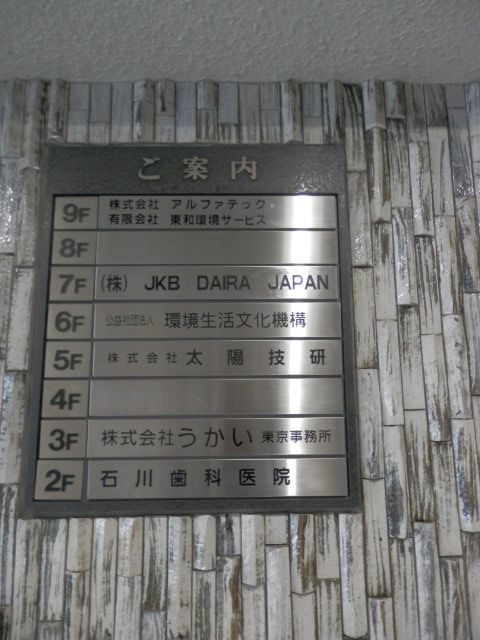 ご案内
9F 株式会社 アルファテック
有限会社 東和環境サービス
8F
7F (株) JKB DAIRA JAPAN
6F 公益社団法人 環境生活文化機構
5F 株式会社 太陽技研
4F
3F 株式会社うかい 東京事務所
2F 石川歯科医院